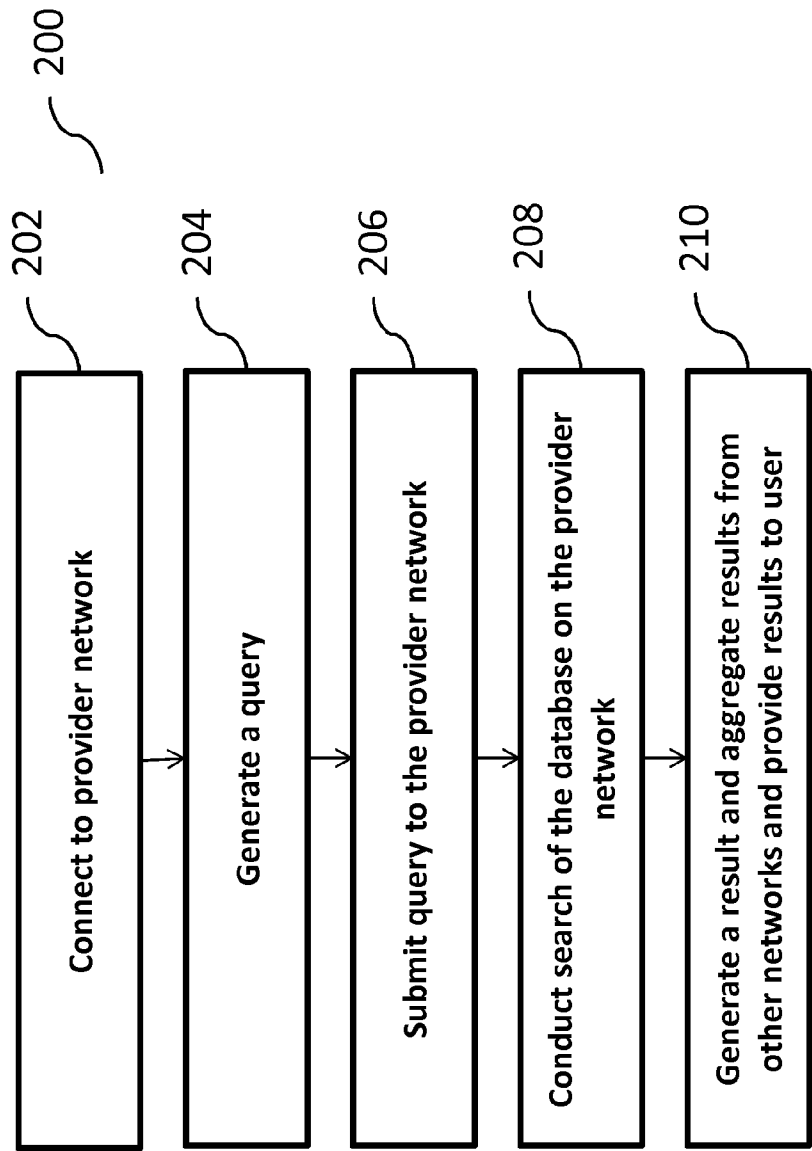 200
202
Connect to provider network
204
Generate a query
206
Submit query to the provider network
208
Conduct search of the database on the provider
network
210
Generate a result and aggregate results from
other networks and provide results to user